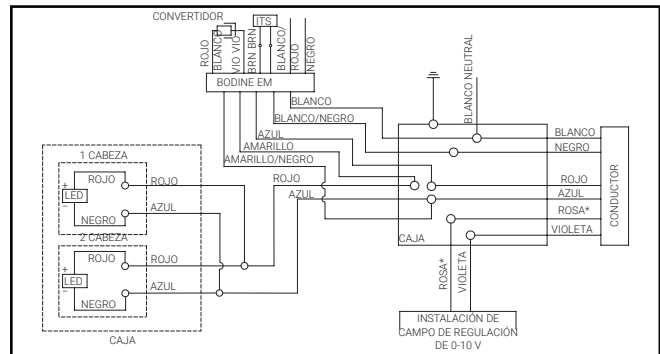 CONVERTIDOR
ITS
ROJO
BLANCO
VIO
VIO
BRN
BRN
BLANCO/
ROJO
NEGRO
BODINE EM
BLANCO
BLANCO/NEGRO
AZUL
AMARILLO
AMARILLO/NEGRO
BLANCO NEUTRAL
BLANCO
NEGRO
ROJO
AZUL
ROSA*
VIOLETA
CONDUCTOR
CAJA
ROJO
AZUL
1 CABEZA
ROJO
+
LED
–
NEGRO
ROJO
AZUL
2 CABEZA
ROJO
+
LED
–
NEGRO
ROJO
AZUL
CAJA
ROSA*
VIOLETA
INSTALACIÓN DE
CAMPO DE REGULACIÓN
DE 0-10 V